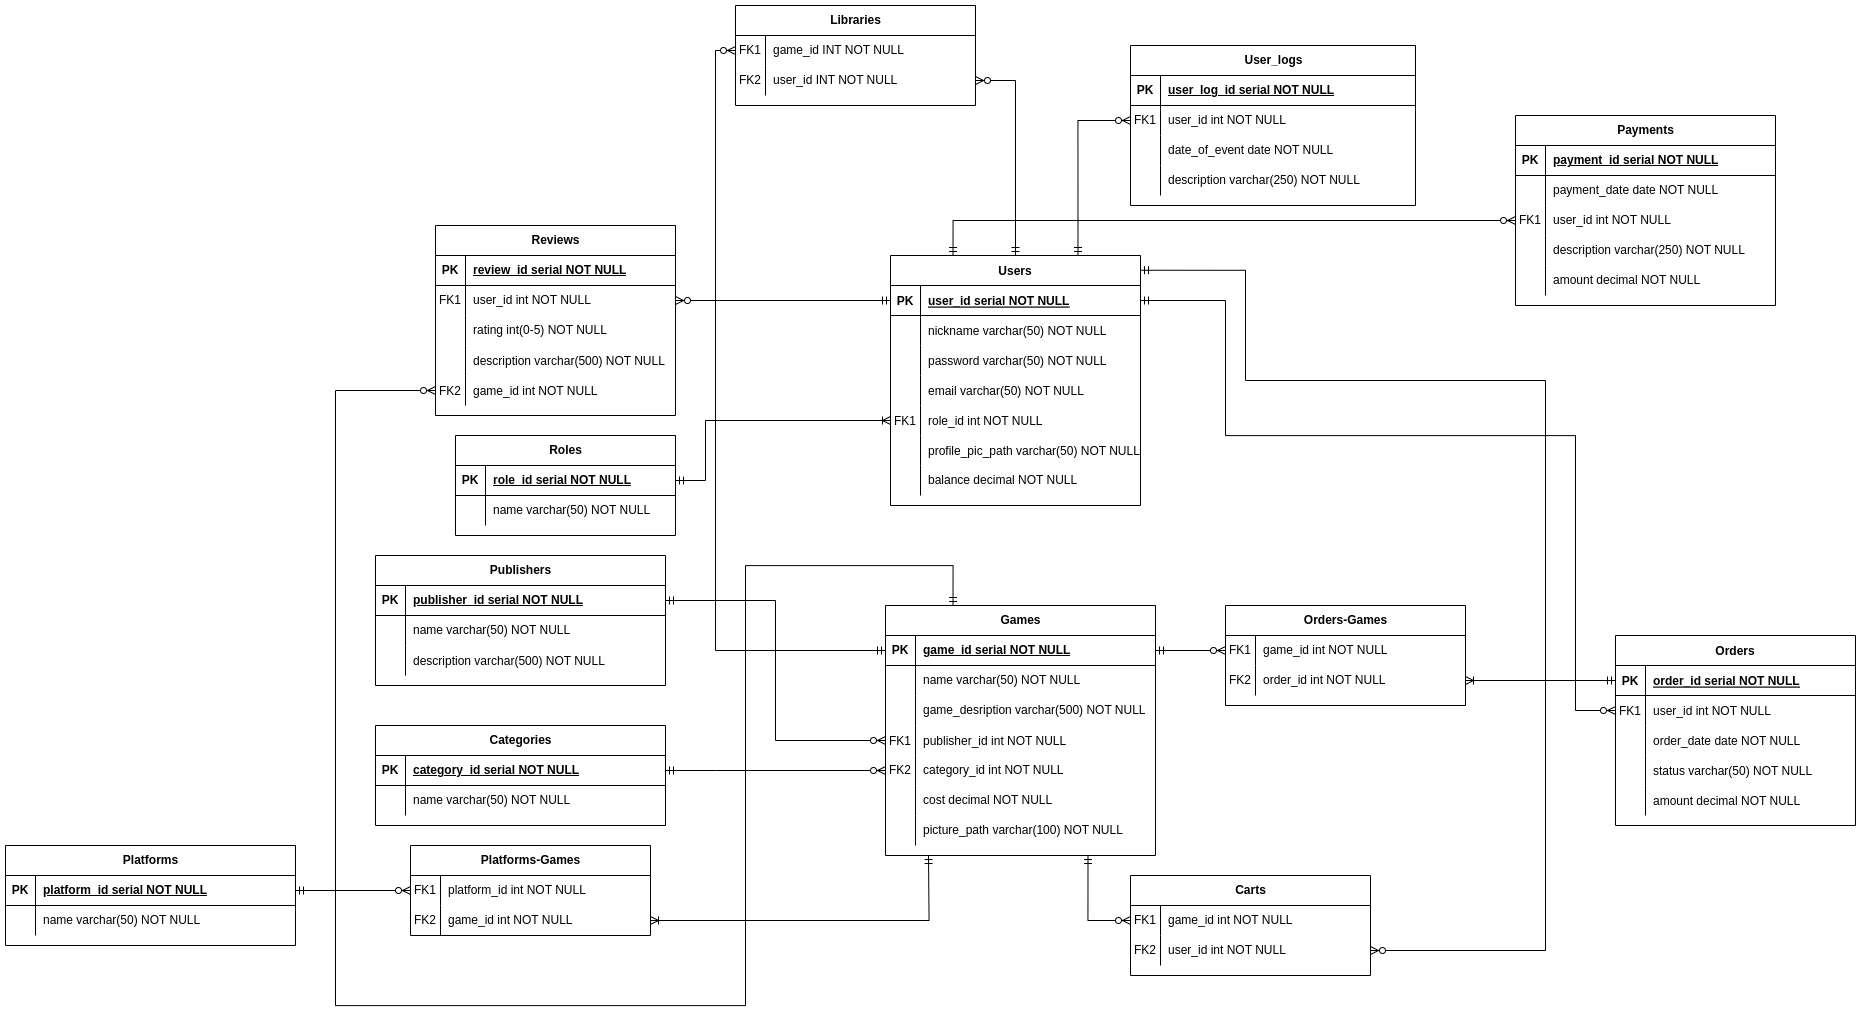 Libraries
FK1 game_id INT NOT NULL
FK2 user_id INT NOT NULL
User_logs
PK user_log_id serial NOT NULL
FK1 user_id int NOT NULL
date_of_event date NOT NULL
description varchar(250) NOT NULL
Payments
PK payment_id serial NOT NULL
payment_date date NOT NULL
FK1 user_id int NOT NULL
description varchar(250) NOT NULL
amount decimal NOT NULL
Reviews
PK review_id serial NOT NULL
FK1 user_id int NOT NULL
rating int(0-5) NOT NULL
description varchar(500) NOT NULL
FK2 game_id int NOT NULL
Users
PK user_id serial NOT NULL
nickname varchar(50) NOT NULL
password varchar(50) NOT NULL
email varchar(50) NOT NULL
FK1 role_id int NOT NULL
profile_pic_path varchar(50) NOT NULL
balance decimal NOT NULL
Roles
PK role_id serial NOT NULL
name varchar(50) NOT NULL
Publishers
PK publisher_id serial NOT NULL
name varchar(50) NOT NULL
description varchar(500) NOT NULL
Games
PK game_id serial NOT NULL
name varchar(50) NOT NULL
game_desription varchar(500) NOT NULL
FK1 publisher_id int NOT NULL
FK2 category_id int NOT NULL
cost decimal NOT NULL
picture_path varchar(100) NOT NULL
Orders-Games
FK1 game_id int NOT NULL
FK2 order_id int NOT NULL
Orders
PK order_id serial NOT NULL
FK1 user_id int NOT NULL
order_date date NOT NULL
status varchar(50) NOT NULL
amount decimal NOT NULL
Categories
PK category_id serial NOT NULL
name varchar(50) NOT NULL
Platforms
PK platform_id serial NOT NULL
name varchar(50) NOT NULL
Platforms-Games
FK1 platform_id int NOT NULL
FK2 game_id int NOT NULL
Carts
FK1 game_id int NOT NULL
FK2 user_id int NOT NULL